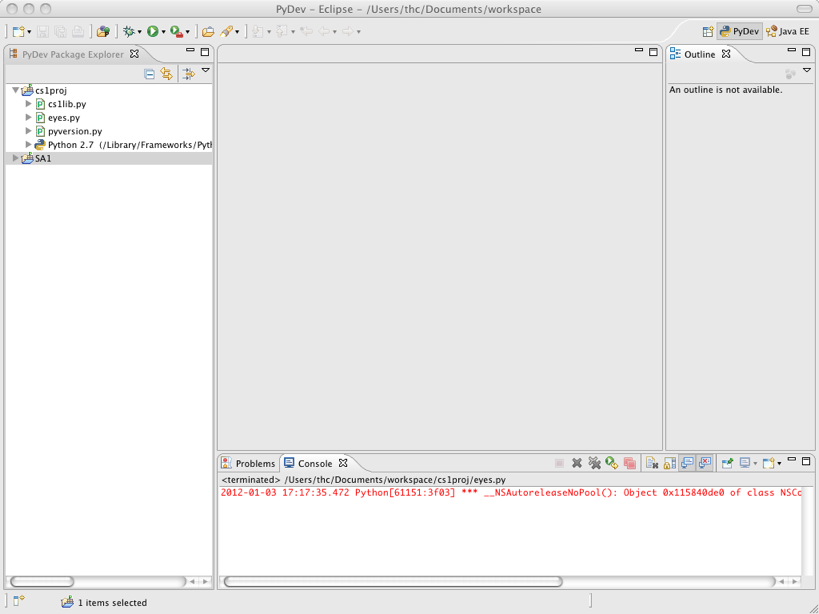 PyDev – Eclipse – /Users/thc/Documents/workspace
PyDev
Java EE
PyDev Package Explorer
cs1proj
cs1lib.py
eyes.py
pyversion.py
Python 2.7 (/Library/Frameworks/Pyth
SA1
Outline
An outline is not available.
Problems
Console
<terminated> /Users/thc/Documents/workspace/cs1proj/eyes.py
2012-01-03 17:17:35.472 Python[61151:3f03] *** __NSAutoreleaseNoPool(): Object 0x115840de0 of class NSCo
1 items selected